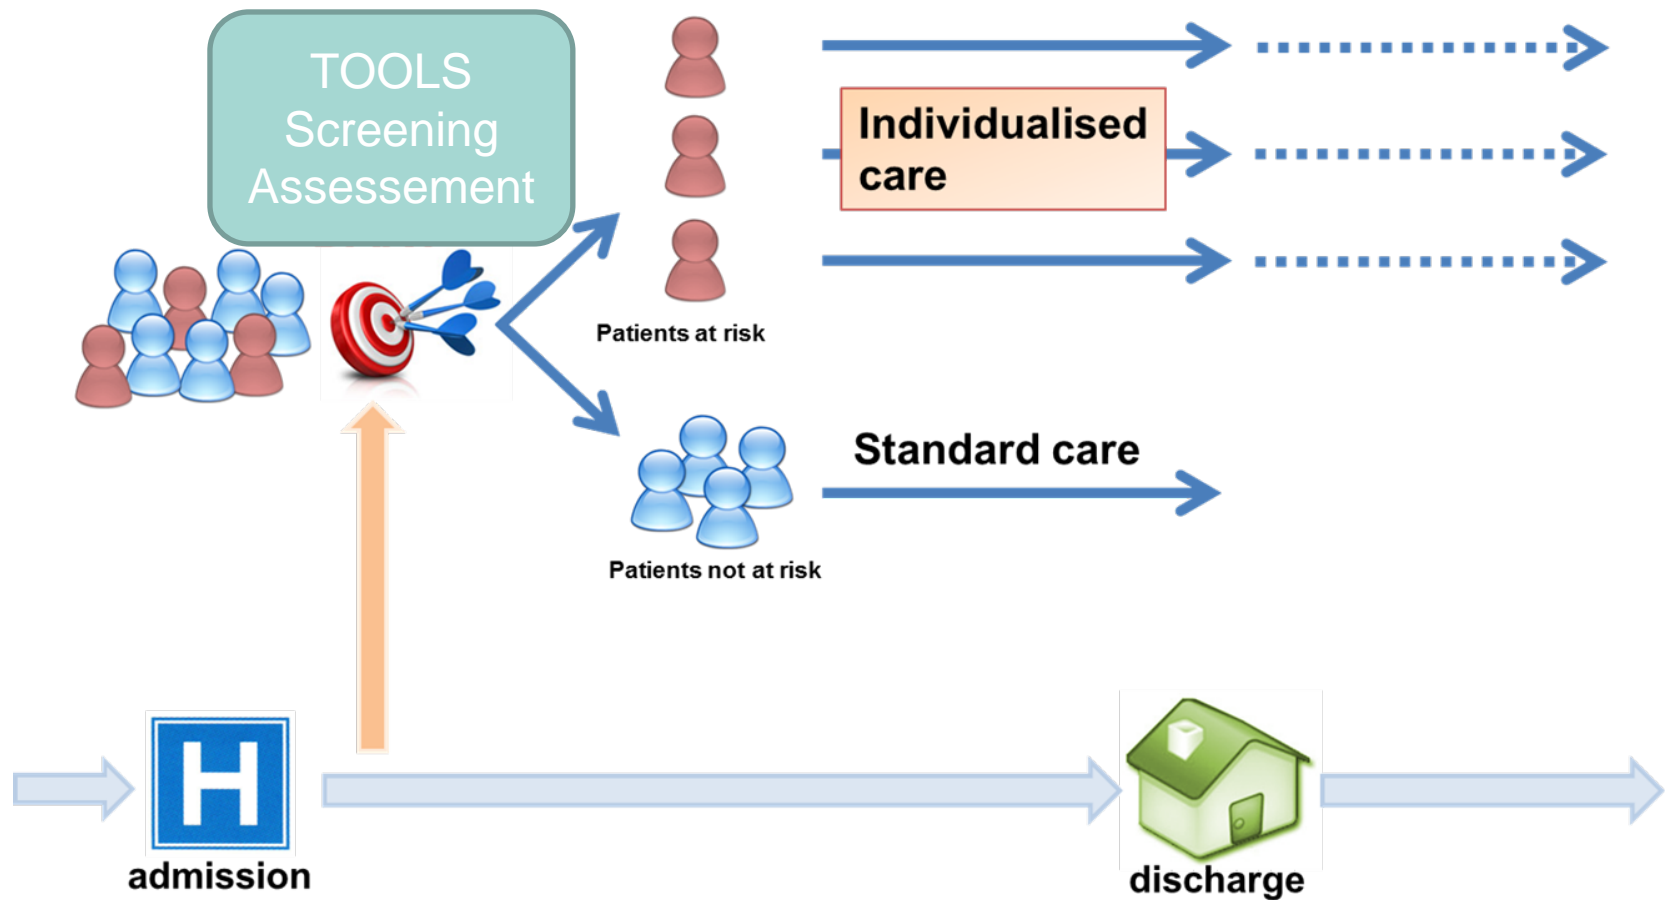 TOOLS
Screening
Assessement
Individualised
care
Patients at risk
Standard care
Patients not at risk
H
admission
discharge